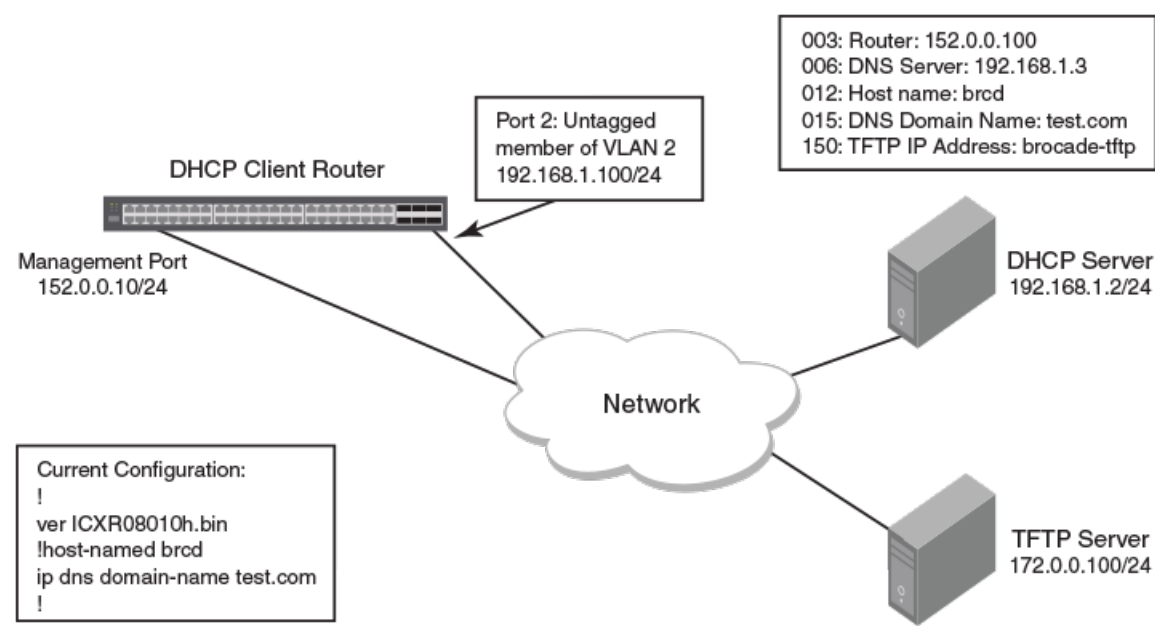 003: Router: 152.0.0.100
006: DNS Server: 192.168.1.3
012: Host name: brcd
015: DNS Domain Name: test.com
150: TFTP IP Address: brocade-tftp
Port 2: Untagged
member of VLAN 2
192.168.1.100/24
DHCP Client Router
Management Port
152.0.0.10/24
DHCP Server
192.168.1.2/24
Network
Current Configuration:
!
ver ICXR08010h.bin
!host-named brcd
ip dns domain-name test.com
!
TFTP Server
172.0.0.100/24